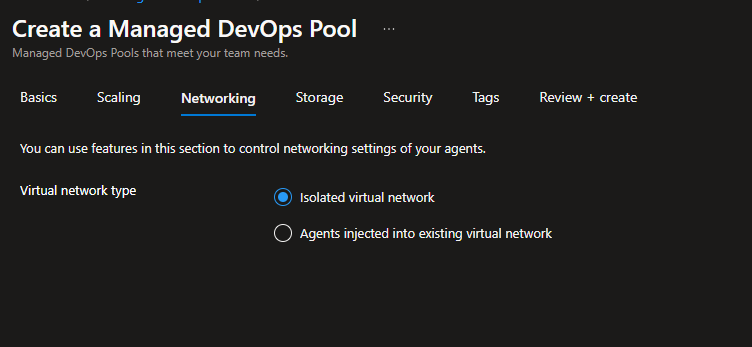 Create a Managed DevOps Pool ...
Managed DevOps Pools that meet your team needs.
Basics Scaling Networking Storage Security Tags Review + create
You can use features in this section to control networking settings of your agents.
Virtual network type Isolated virtual network
Agents injected into existing virtual network